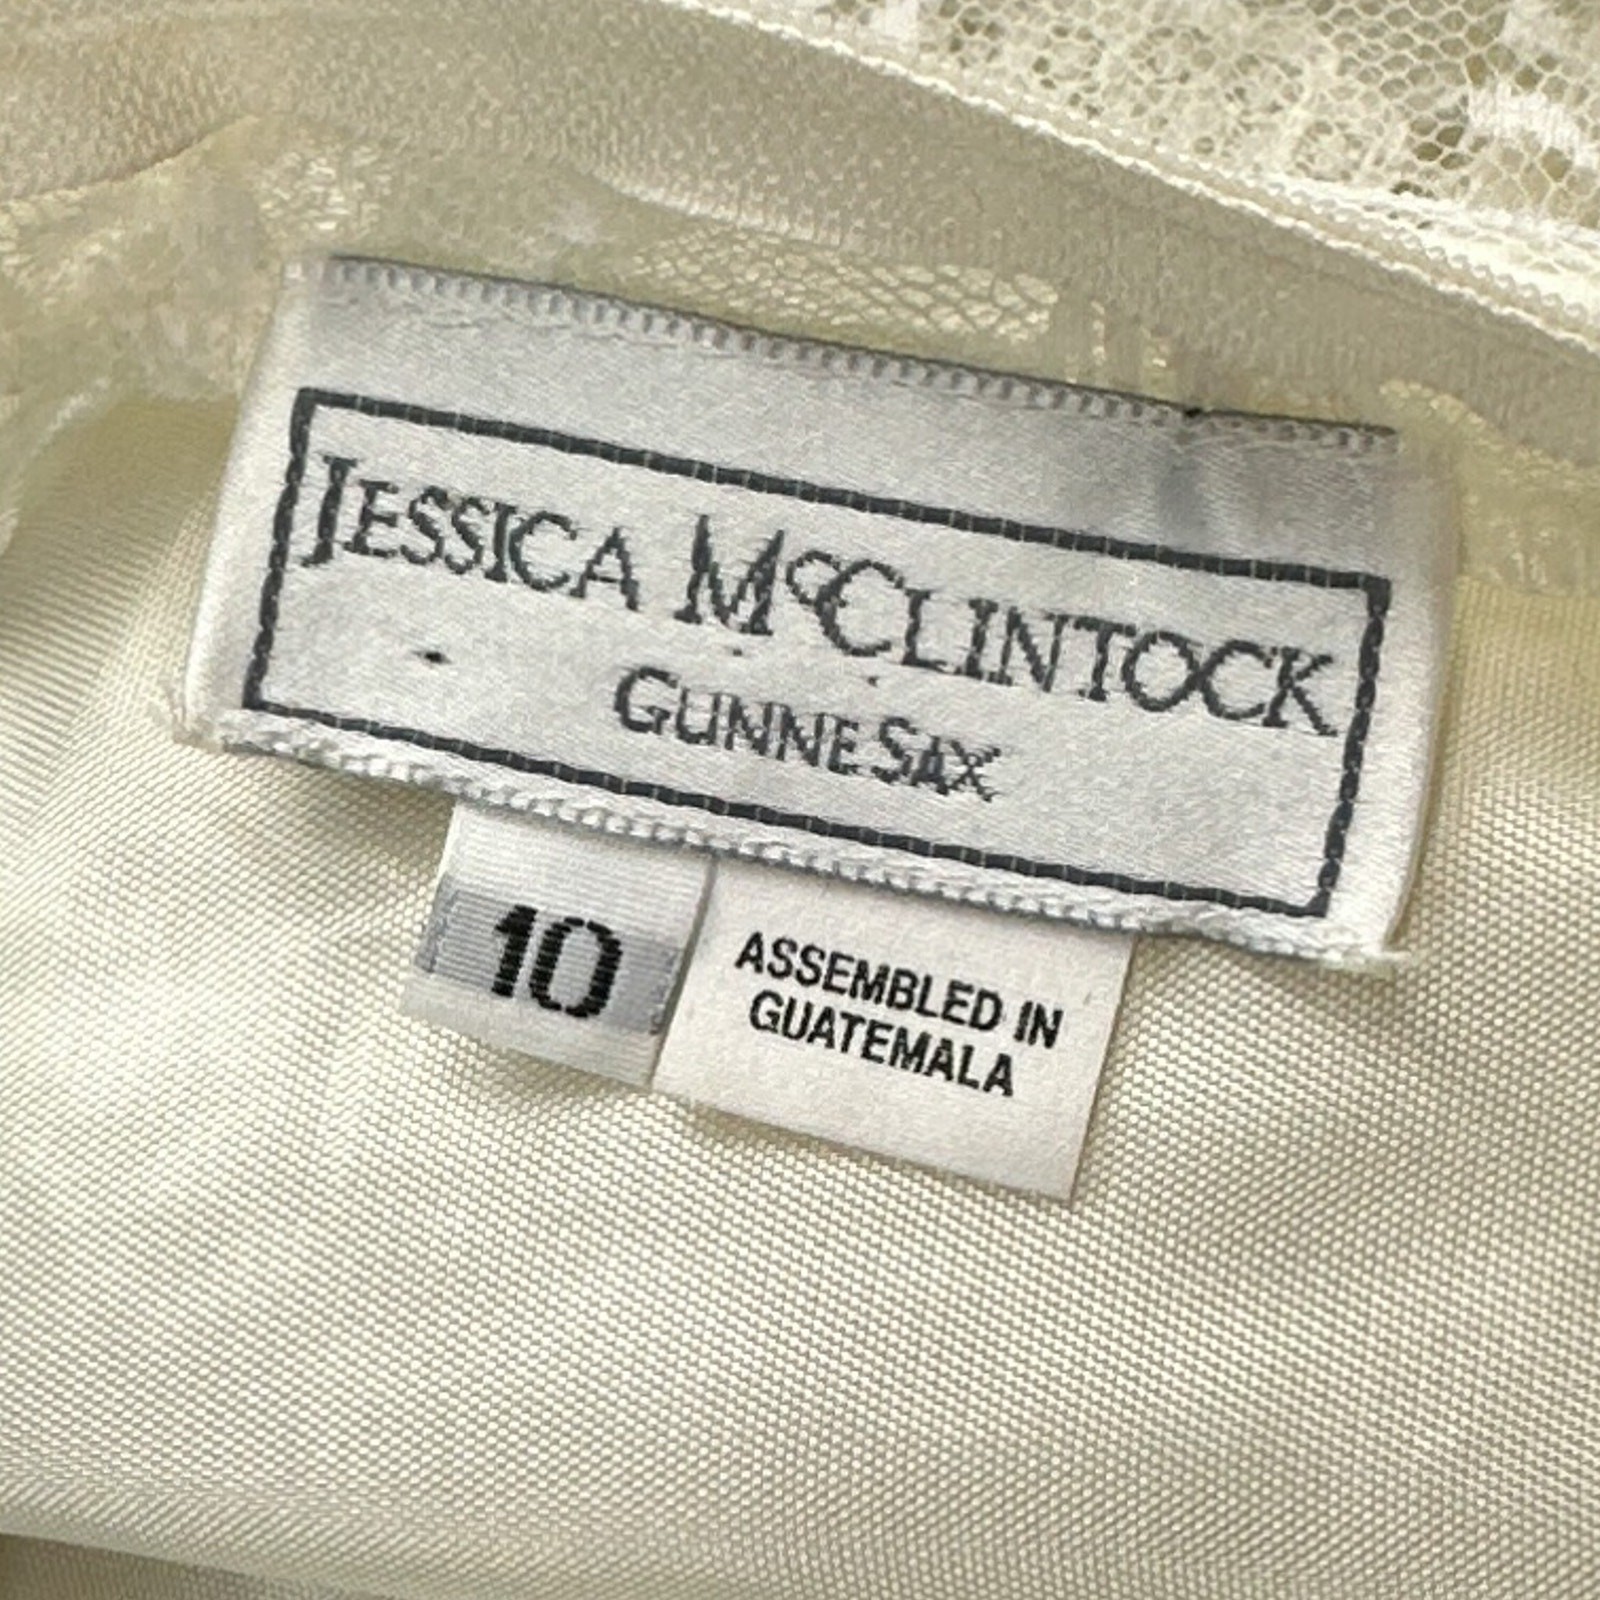 JESSICA McCLINTOCK
GUNNE SAX
10
ASSEMBLED IN
GUATEMALA